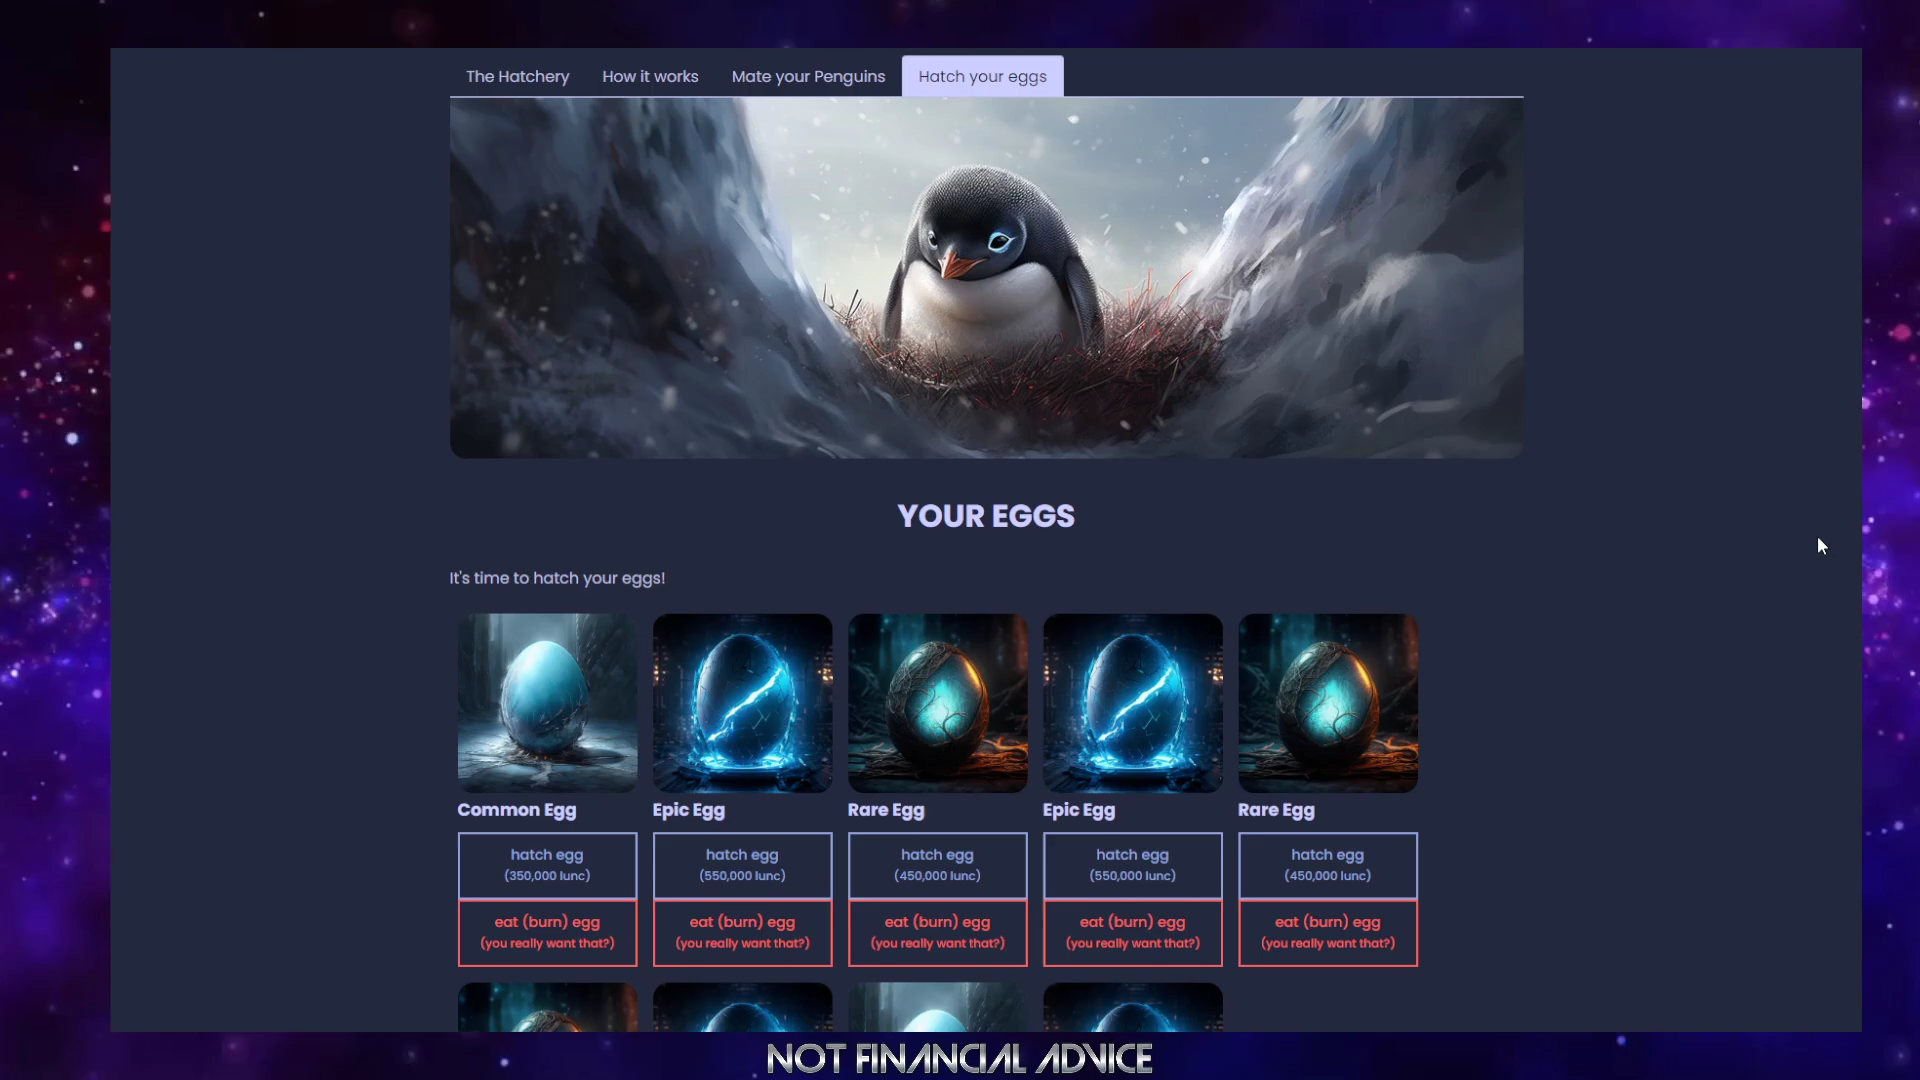 The Hatchery How it works Mate your Penguins Hatch your eggs
YOUR EGGS
It's time to hatch your eggs!
Common Egg Epic Egg Rare Egg Epic Egg Rare Egg
hatch egg hatch egg hatch egg hatch egg hatch egg
(350,000 lunc) (550,000 lunc) (450,000 lunc) (550,000 lunc) (450,000 lunc)
eat (burn) egg eat (burn) egg eat (burn) egg eat (burn) egg eat (burn) egg
(you really want that?) (you really want that?) (you really want that?) (you really want that?) (you really want that?)
NOT FINANCIAL ADVICE